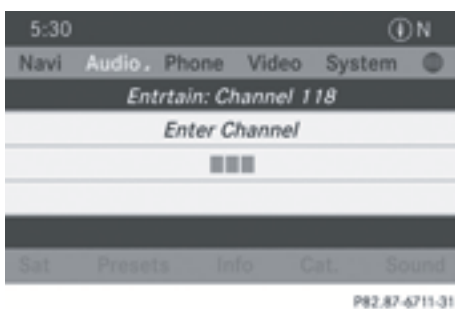 5:30 N
Navi Audio Phone Video System
Entrtain: Channel 118
Enter Channel
Sat Presets Info Cat. Sound
P82.87-6711-31